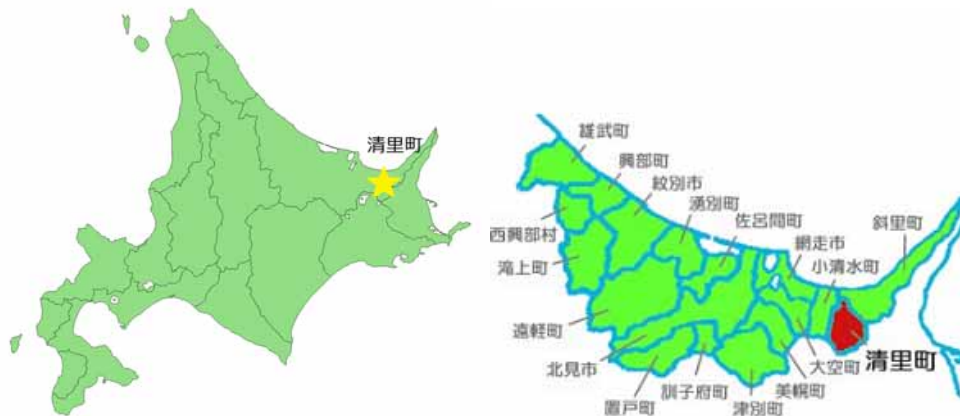 清里町
雄武町
興部町
紋別市
湧別町
佐呂間町
網走市
小清水町
斜里町
西興部村
滝上町
遠軽町
北見市
置戸町
訓子府町
津別町
美幌町
大空町
清里町